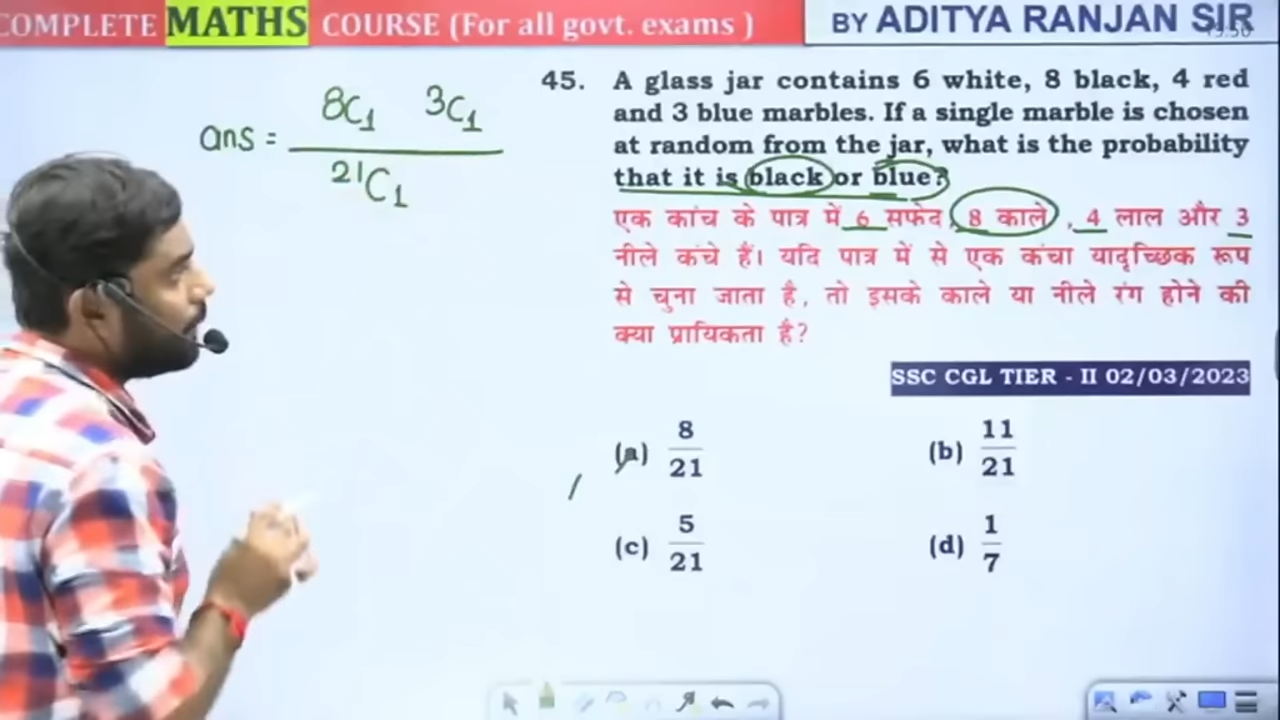 COMPLETE MATHS COURSE (For all govt. exams )
BY ADITYA RANJAN SIR
45. A glass jar contains 6 white, 8 black, 4 red
and 3 blue marbles. If a single marble is chosen
at random from the jar, what is the probability
that it is black or blue?
एक कांच के पात्र में 6 सफेद, 8 काले, 4 लाल और 3
नीले कंचे हैं। यदि पात्र में से एक कंचा यादृच्छिक रूप
से चुना जाता है, तो इसके काले या नीले रंग होने की
क्या प्रायिकता है?
SSC CGL TIER - II 02/03/2023
(a) 8/21
(b) 11/21
(c) 5/21
(d) 1/7
8C1 3C1
ans =
21C1